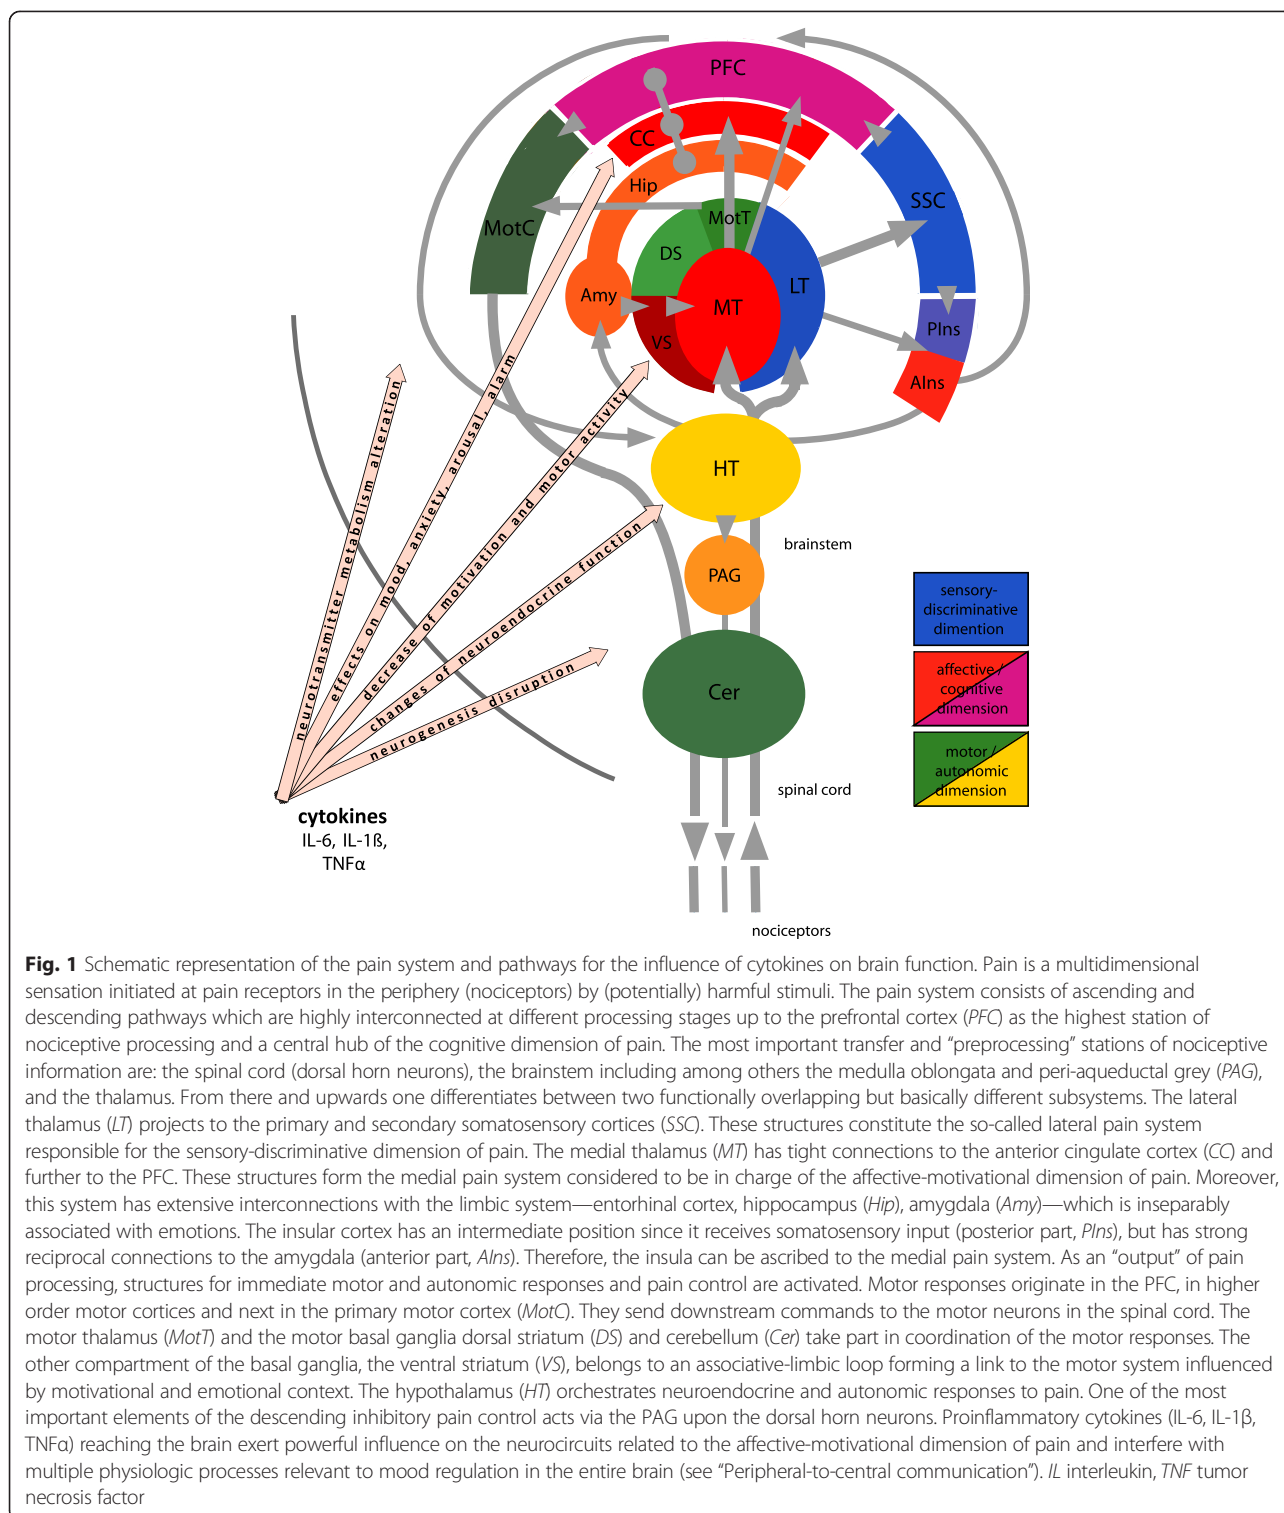 PFC
CC
Hip
SSC
MotC
MotT
DS
LT
Amy
MT
VS
PIns
AIns
HT
brainstem
PAG
sensory-
discriminative
dimention
affective /
cognitive
dimension
Cer
motor /
autonomic
dimension
spinal cord
neurotransmitter metabolism alteration
effects on mood, anxiety, arousal, alarm
decrease of motivation and motor activity
changes of neuroendocrine function
neurogenesis disruption
cytokines
IL-6, IL-1ß,
TNFα
nociceptors
Fig. 1 Schematic representation of the pain system and pathways for the influence of cytokines on brain function. Pain is a multidimensional
sensation initiated at pain receptors in the periphery (nociceptors) by (potentially) harmful stimuli. The pain system consists of ascending and
descending pathways which are highly interconnected at different processing stages up to the prefrontal cortex (PFC) as the highest station of
nociceptive processing and a central hub of the cognitive dimension of pain. The most important transfer and “preprocessing” stations of nociceptive
information are: the spinal cord (dorsal horn neurons), the brainstem including among others the medulla oblongata and peri-aqueductal grey (PAG),
and the thalamus. From there and upwards one differentiates between two functionally overlapping but basically different subsystems. The lateral
thalamus (LT) projects to the primary and secondary somatosensory cortices (SSC). These structures constitute the so-called lateral pain system
responsible for the sensory-discriminative dimension of pain. The medial thalamus (MT) has tight connections to the anterior cingulate cortex (CC) and
further to the PFC. These structures form the medial pain system considered to be in charge of the affective-motivational dimension of pain. Moreover,
this system has extensive interconnections with the limbic system—entorhinal cortex, hippocampus (Hip), amygdala (Amy)—which is inseparably
associated with emotions. The insular cortex has an intermediate position since it receives somatosensory input (posterior part, PIns), but has strong
reciprocal connections to the amygdala (anterior part, AIns). Therefore, the insula can be ascribed to the medial pain system. As an “output” of pain
processing, structures for immediate motor and autonomic responses and pain control are activated. Motor responses originate in the PFC, in higher
order motor cortices and next in the primary motor cortex (MotC). They send downstream commands to the motor neurons in the spinal cord. The
motor thalamus (MotT) and the motor basal ganglia dorsal striatum (DS) and cerebellum (Cer) take part in coordination of the motor responses. The
other compartment of the basal ganglia, the ventral striatum (VS), belongs to an associative-limbic loop forming a link to the motor system influenced
by motivational and emotional context. The hypothalamus (HT) orchestrates neuroendocrine and autonomic responses to pain. One of the most
important elements of the descending inhibitory pain control acts via the PAG upon the dorsal horn neurons. Proinflammatory cytokines (IL-6, IL-1β,
TNFα) reaching the brain exert powerful influence on the neurocircuits related to the affective-motivational dimension of pain and interfere with
multiple physiologic processes relevant to mood regulation in the entire brain (see “Peripheral-to-central communication”). IL interleukin, TNF tumor
necrosis factor